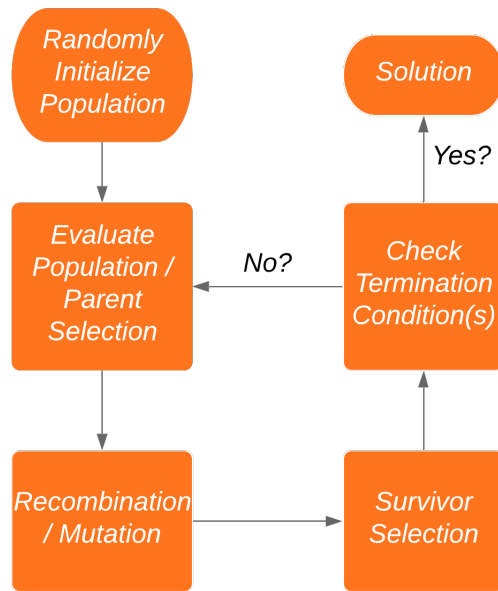 Randomly
Initialize
Population
Solution
Yes?
Evaluate
Population /
Parent
Selection
No?
Check
Termination
Condition(s)
Recombination
/ Mutation
Survivor
Selection